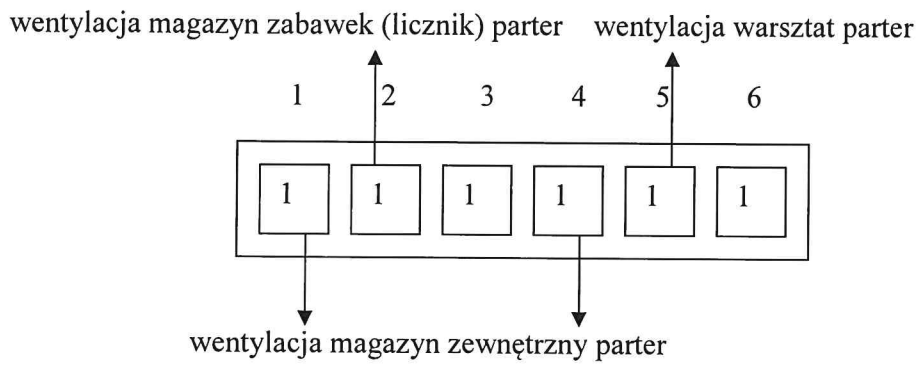 wentylacja magazyn zabawek (licznik) parter wentylacja warsztat parter
1 2 3 4 5 6
1 1 1 1 1 1
wentylacja magazyn zewnętrzny parter